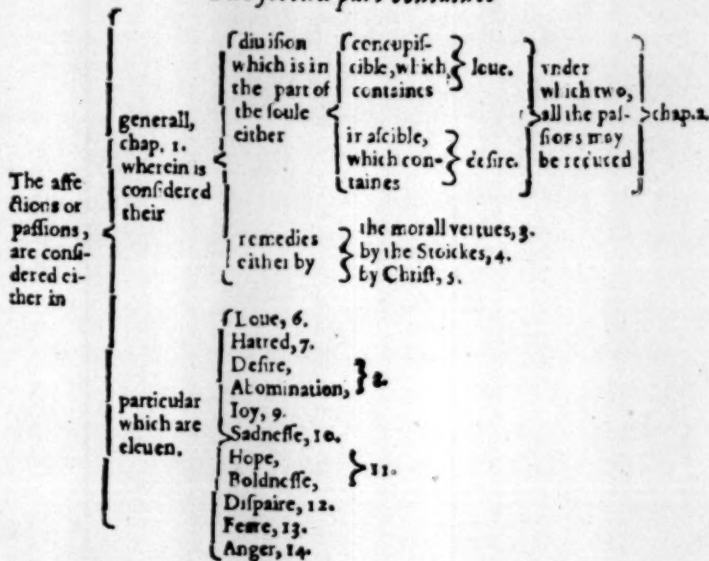 The affe
ctions or
passions,
are consi-
dered ei-
ther in
generall,
chap. 1.
wherein is
considered
their
diuision
which is in
the part of
the soule
either
concupis-
cible, which
containes
loue.
irascible,
which con-
taines
desire.
vnder
which two,
all the pas-
sions may
be reduced
chap. 2.
remedies
either by
the morall vertues, 3.
by the Stoickes, 4.
by Christ, 5.
particular
which are
eleuen.
Loue, 6.
Hatred, 7.
Desire,
Abomination,
8.
Ioy, 9.
Sadnesse, 10.
Hope,
Boldnesse,
11.
Dispaire, 12.
Feare, 13.
Anger, 14.